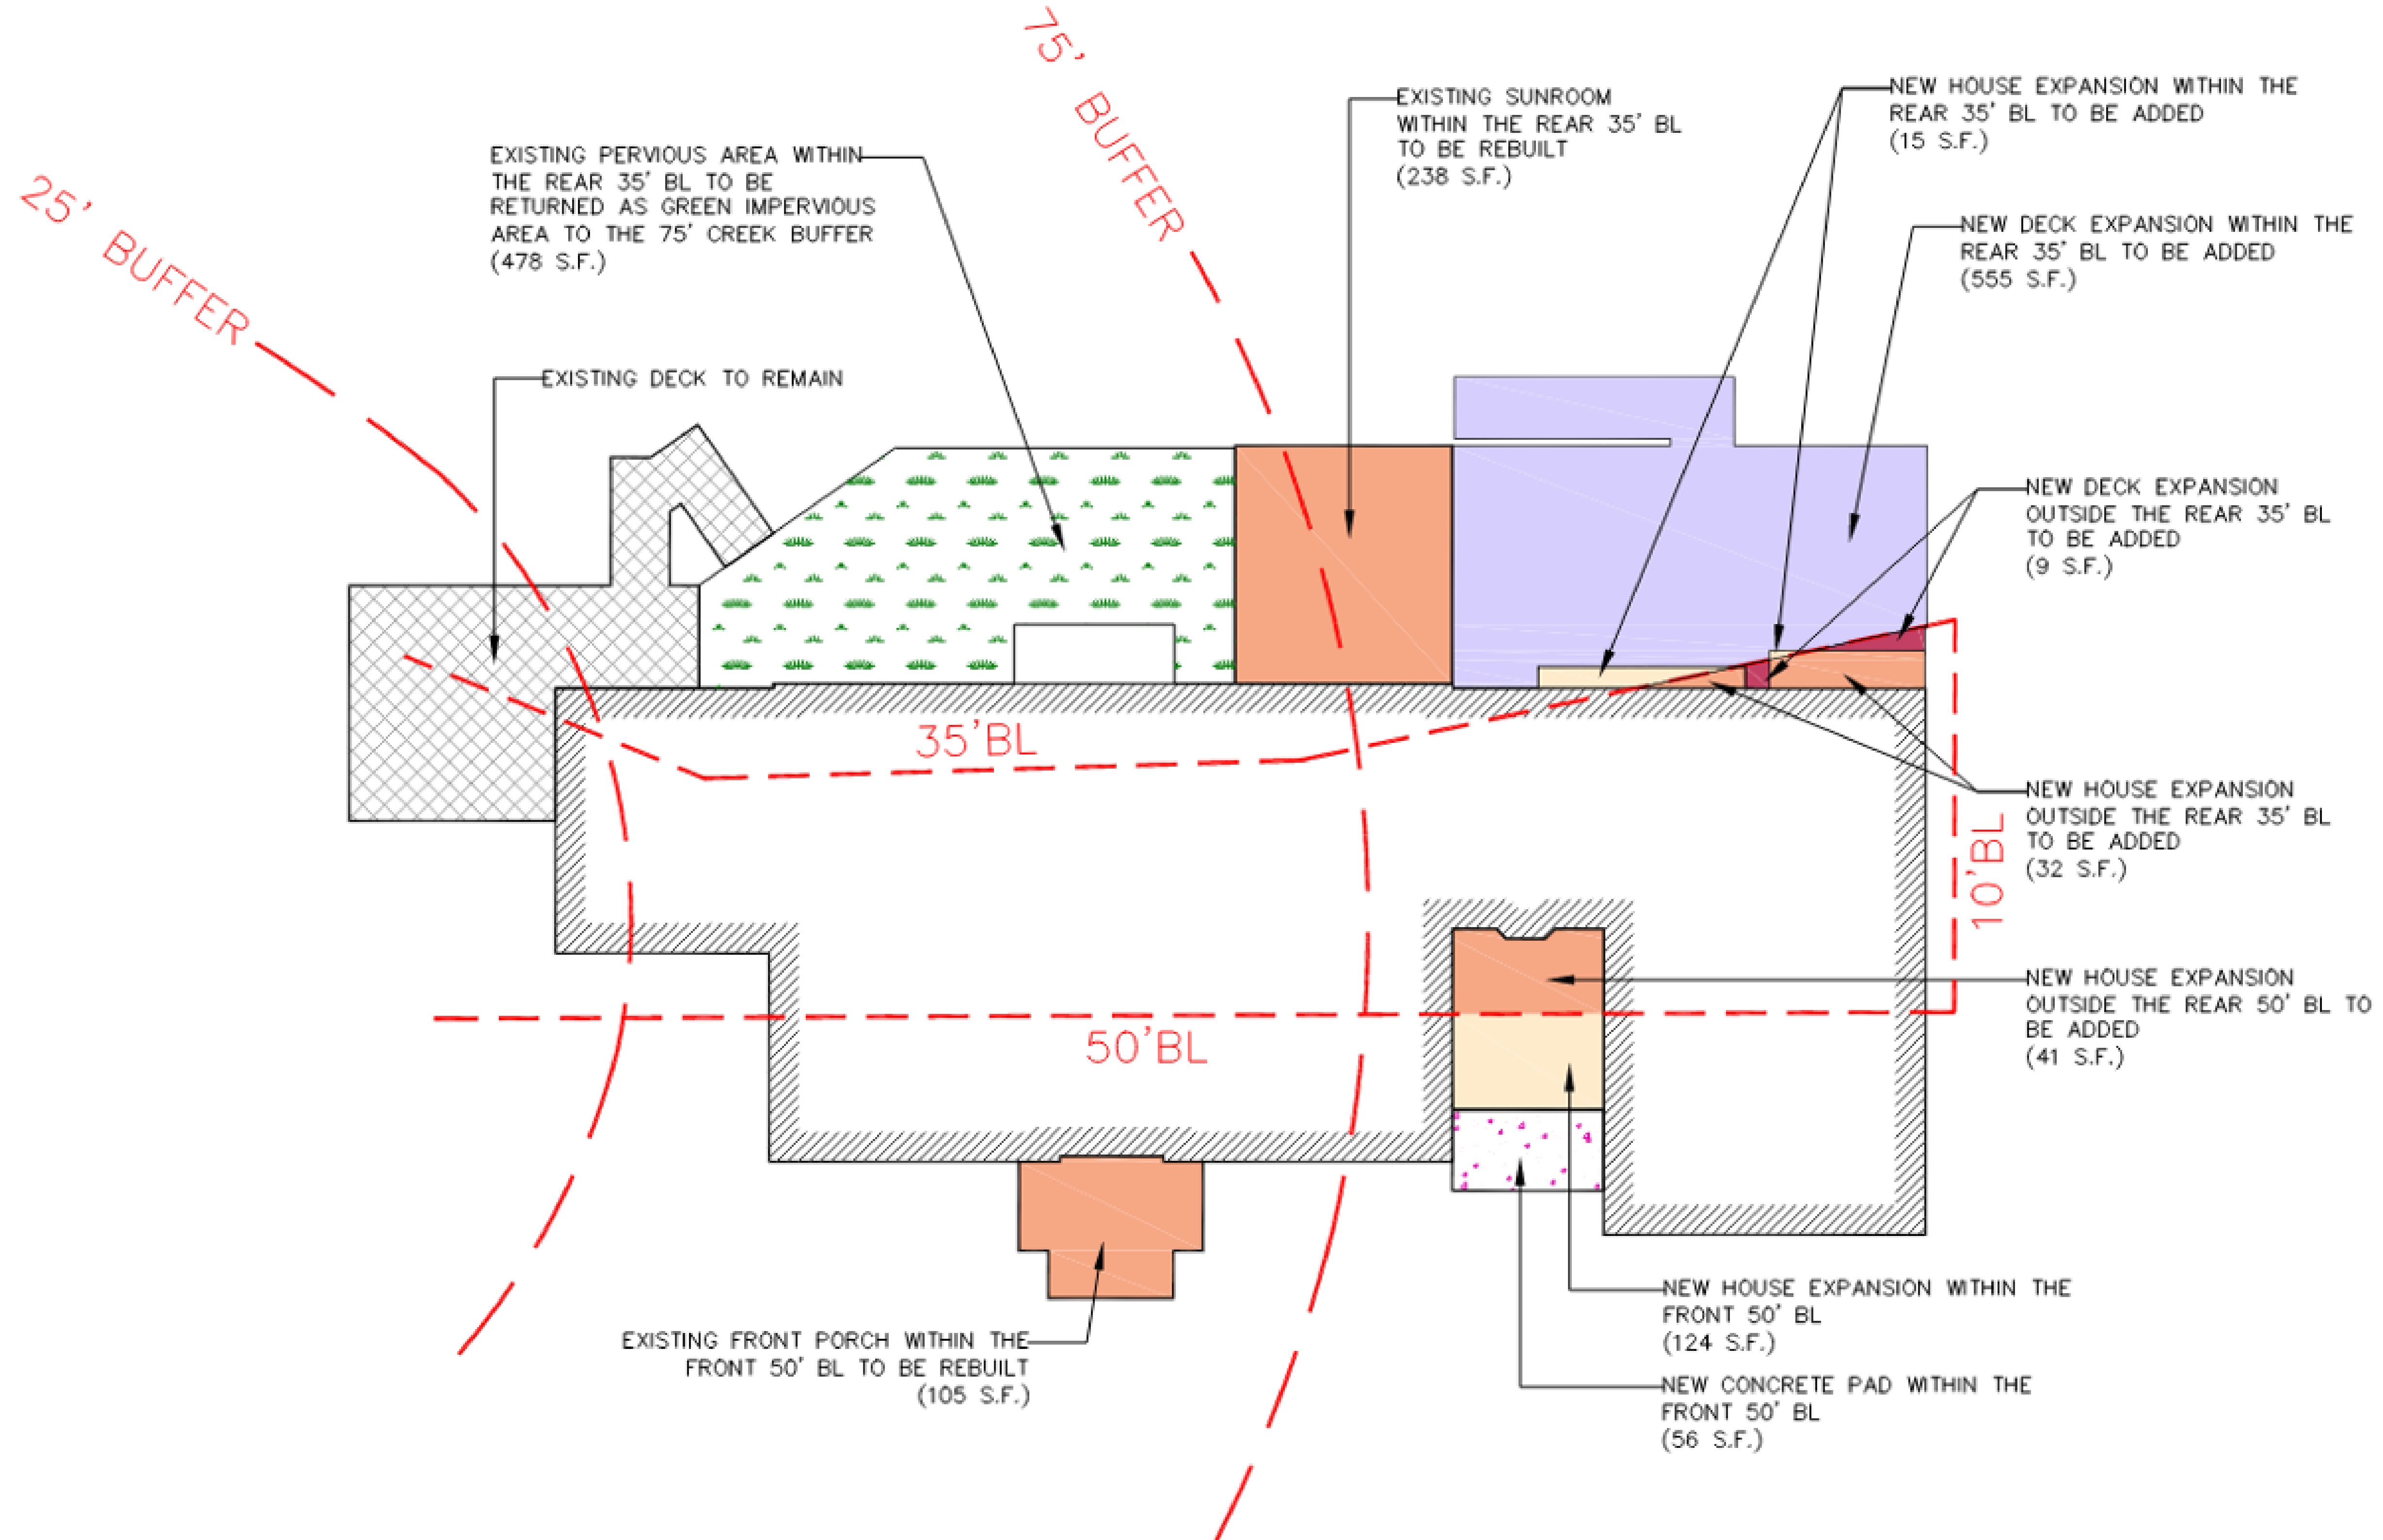 75' BUFFER
25' BUFFER
EXISTING PERVIOUS AREA WITHIN
THE REAR 35' BL TO BE
RETURNED AS GREEN IMPERVIOUS
AREA TO THE 75' CREEK BUFFER
(478 S.F.)
EXISTING SUNROOM
WITHIN THE REAR 35' BL
TO BE REBUILT
(238 S.F.)
NEW HOUSE EXPANSION WITHIN THE
REAR 35' BL TO BE ADDED
(15 S.F.)
NEW DECK EXPANSION WITHIN THE
REAR 35' BL TO BE ADDED
(555 S.F.)
EXISTING DECK TO REMAIN
NEW DECK EXPANSION
OUTSIDE THE REAR 35' BL
TO BE ADDED
(9 S.F.)
35'BL
NEW HOUSE EXPANSION
OUTSIDE THE REAR 35' BL
TO BE ADDED
(32 S.F.)
10'BL
NEW HOUSE EXPANSION
OUTSIDE THE REAR 50' BL TO
BE ADDED
(41 S.F.)
50'BL
NEW HOUSE EXPANSION WITHIN THE
FRONT 50' BL
(124 S.F.)
EXISTING FRONT PORCH WITHIN THE
FRONT 50' BL TO BE REBUILT
(105 S.F.)
NEW CONCRETE PAD WITHIN THE
FRONT 50' BL
(56 S.F.)